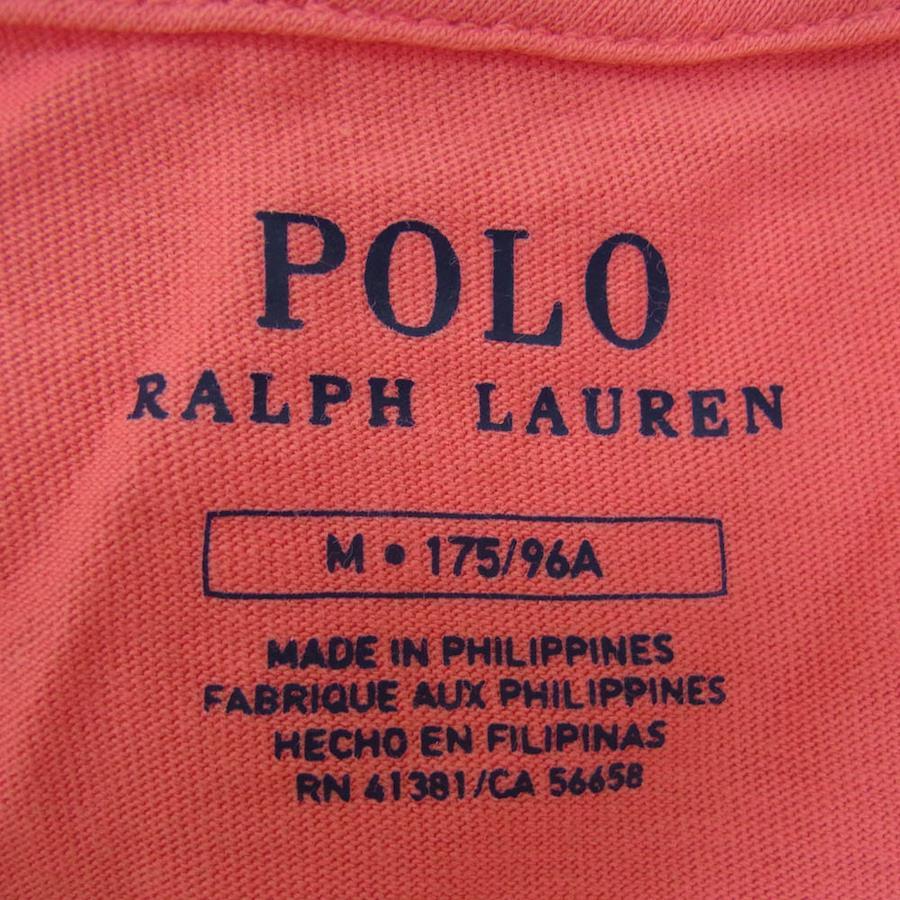 POLO
RALPH LAUREN
M • 175/96A
MADE IN PHILIPPINES
FABRIQUE AUX PHILIPPINES
HECHO EN FILIPINAS
RN 41381/CA 56658